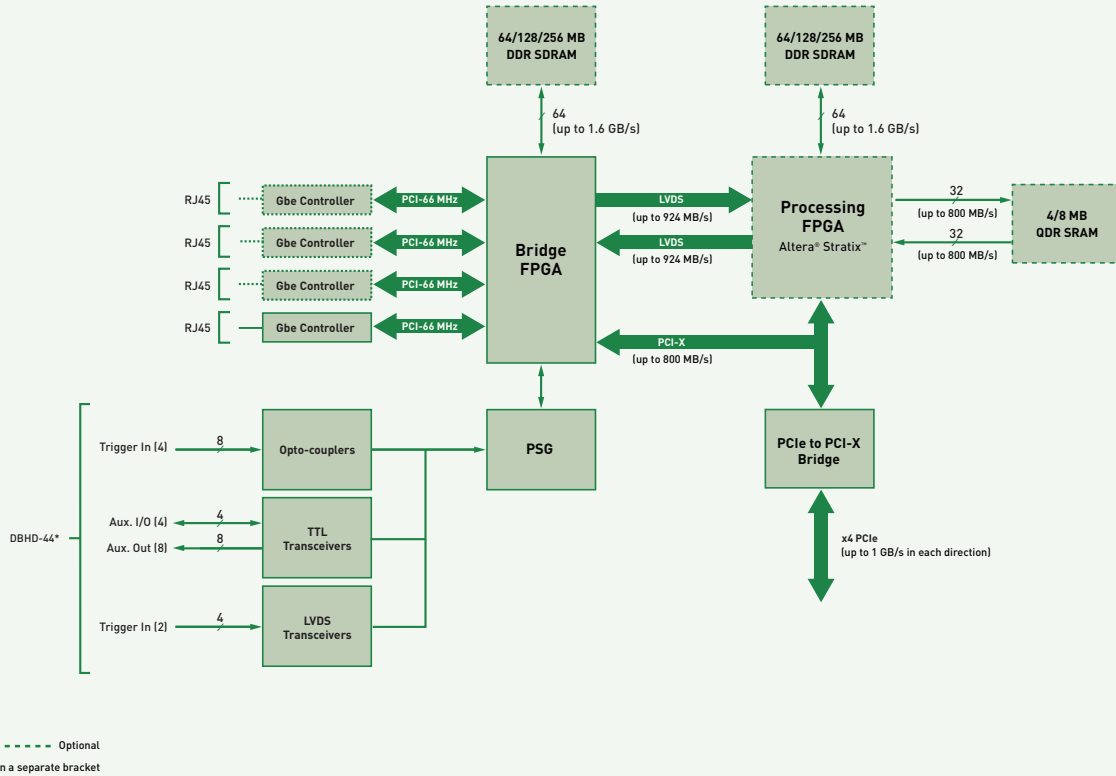 64/128/256 MB
DDR SDRAM
64/128/256 MB
DDR SDRAM
64
(up to 1.6 GB/s)
64
(up to 1.6 GB/s)
RJ45
Gbe Controller
PCI-66 MHz
RJ45
Gbe Controller
PCI-66 MHz
RJ45
Gbe Controller
PCI-66 MHz
RJ45
Gbe Controller
PCI-66 MHz
Bridge
FPGA
LVDS
(up to 924 MB/s)
LVDS
(up to 924 MB/s)
PCI-X
(up to 800 MB/s)
Processing
FPGA
Altera® Stratix™
32
(up to 800 MB/s)
32
(up to 800 MB/s)
4/8 MB
QDR SRAM
DBHD-44*
Trigger In (4)
8
Opto-couplers
PSG
PCIe to PCI-X
Bridge
Aux. I/O (4)
4
Aux. Out (8)
8
TTL
Transceivers
x4 PCIe
(up to 1 GB/s in each direction)
Trigger In (2)
4
LVDS
Transceivers
Optional
n a separate bracket